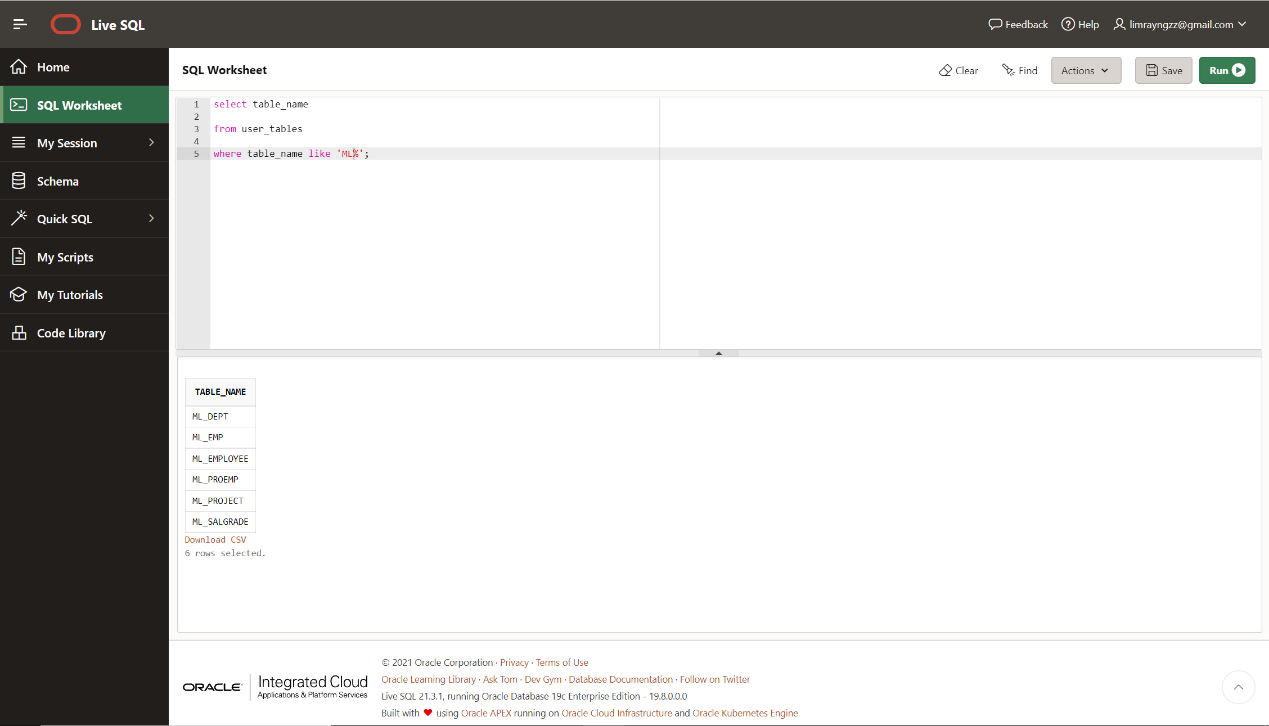 Live SQL
Feedback
Help
limrayngzz@gmail.com
Home
SQL Worksheet
My Session
Schema
Quick SQL
My Scripts
My Tutorials
Code Library
SQL Worksheet
Clear
Find
Actions
Save
Run
1 select table_name
2
3 from user_tables
4
5 where table_name like 'ML%';
TABLE_NAME
ML_DEPT
ML_EMP
ML_EMPLOYEE
ML_PROEMP
ML_PROJECT
ML_SALGRADE
Download CSV
6 rows selected.
ORACLE
Integrated Cloud
Applications & Platform Services
© 2021 Oracle Corporation · Privacy · Terms of Use
Oracle Learning Library · Ask Tom · Dev Gym · Database Documentation · Follow on Twitter
Live SQL 21.3.1, running Oracle Database 19c Enterprise Edition - 19.8.0.0.0
Built with ❤ using Oracle APEX running on Oracle Cloud Infrastructure and Oracle Kubernetes Engine